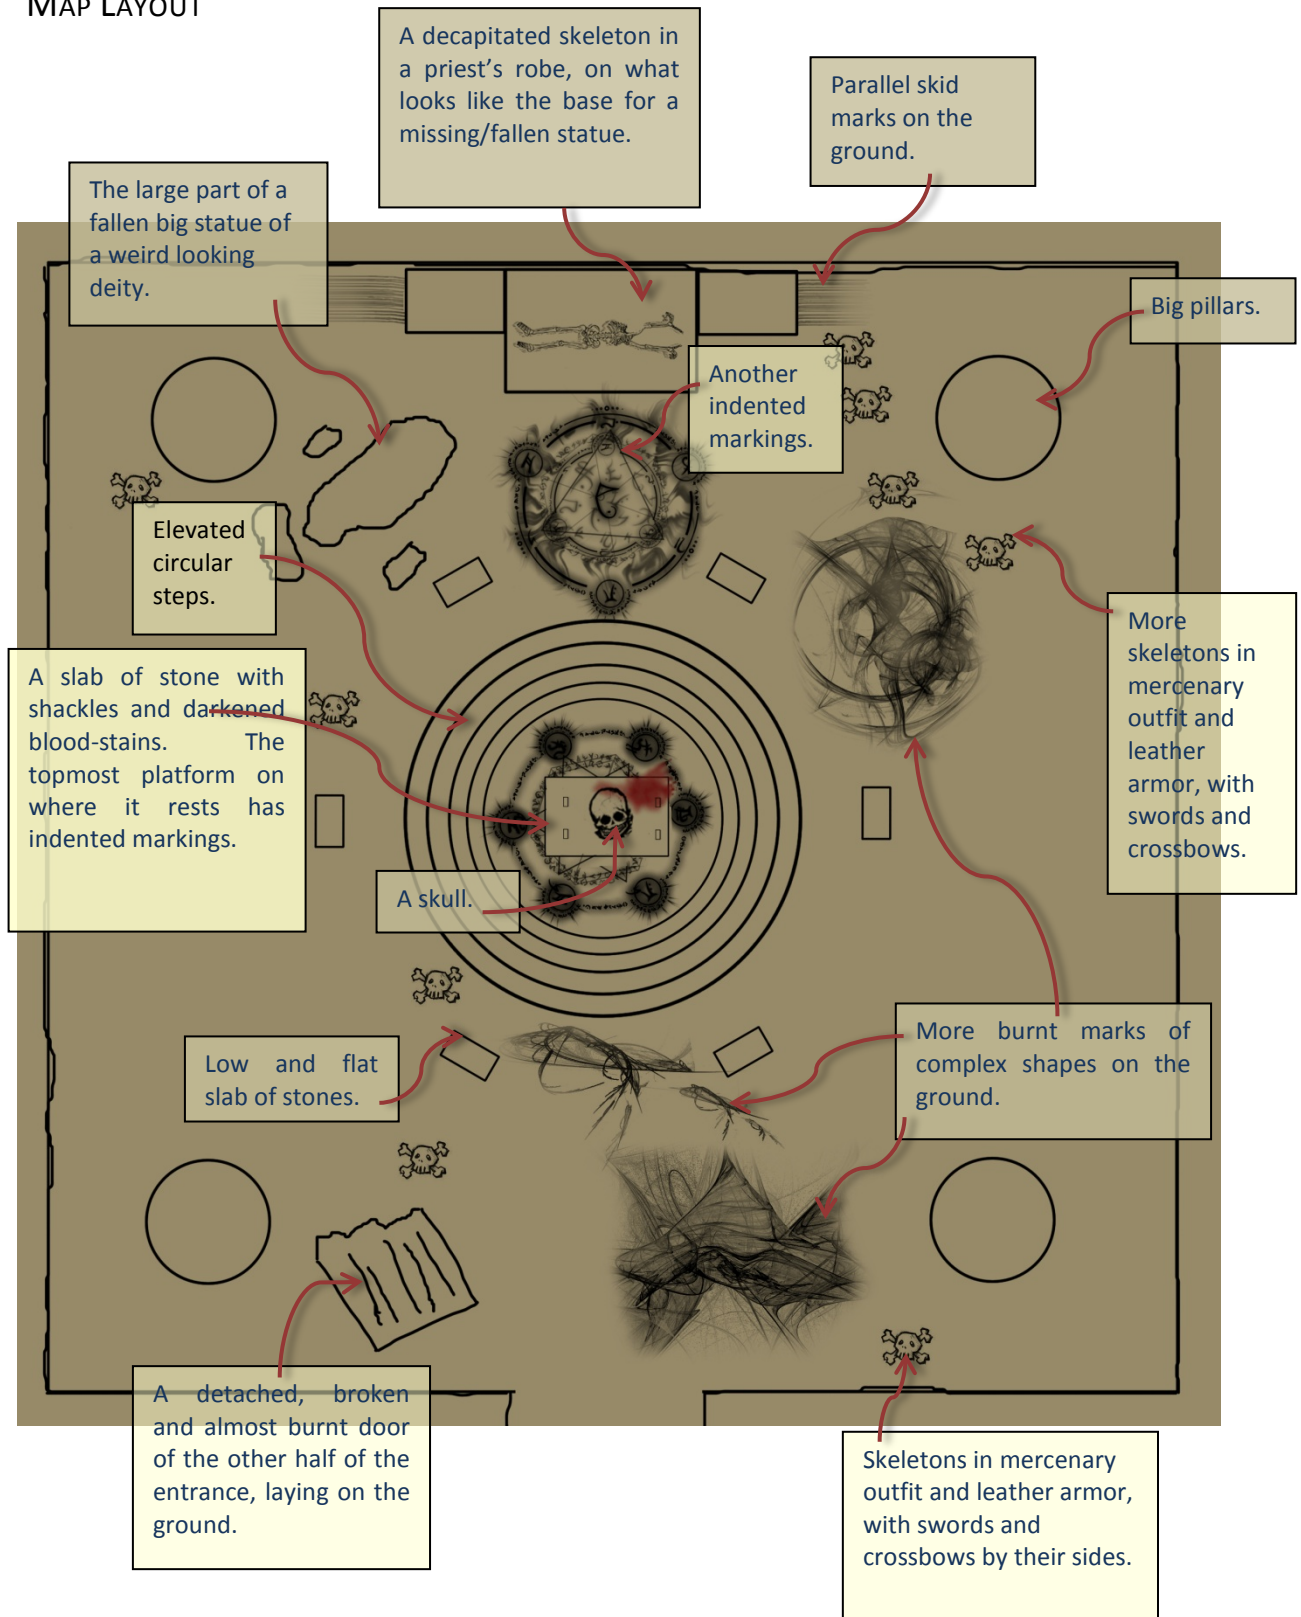 MAP LAYOUT
A decapitated skeleton in
a priest's robe, on what
looks like the base for a
missing/fallen statue.
Parallel skid
marks on the
ground.
The large part of a
fallen big statue of
a weird looking
deity.
Big pillars.
Another
indented
markings.
Elevated
circular
steps.
More
skeletons in
mercenary
outfit and
leather
armor, with
swords and
crossbows.
A slab of stone with
shackles and darkened
blood-stains. The
topmost platform on
where it rests has
indented markings.
A skull.
More burnt marks of
complex shapes on the
ground.
Low and flat
slab of stones.
A detached, broken
and almost burnt door
of the other half of the
entrance, laying on the
ground.
Skeletons in mercenary
outfit and leather armor,
with swords and
crossbows by their sides.